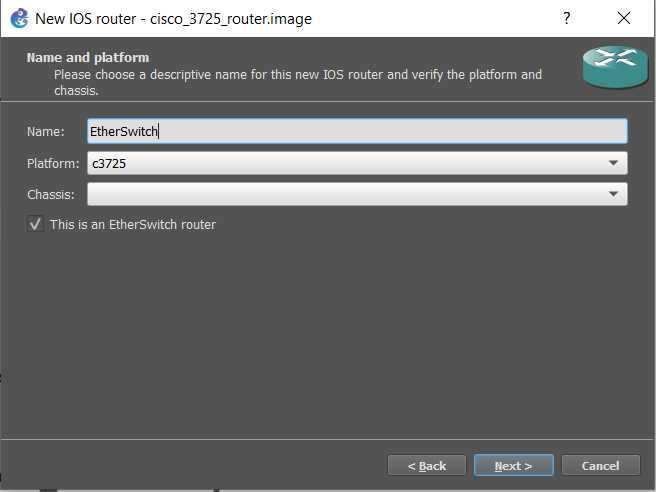 New IOS router - cisco_3725_router.image
?
Name and platform
Please choose a descriptive name for this new IOS router and verify the platform and
chassis.
Name: EtherSwitch
Platform: c3725
Chassis:
This is an EtherSwitch router
< Back Next > Cancel